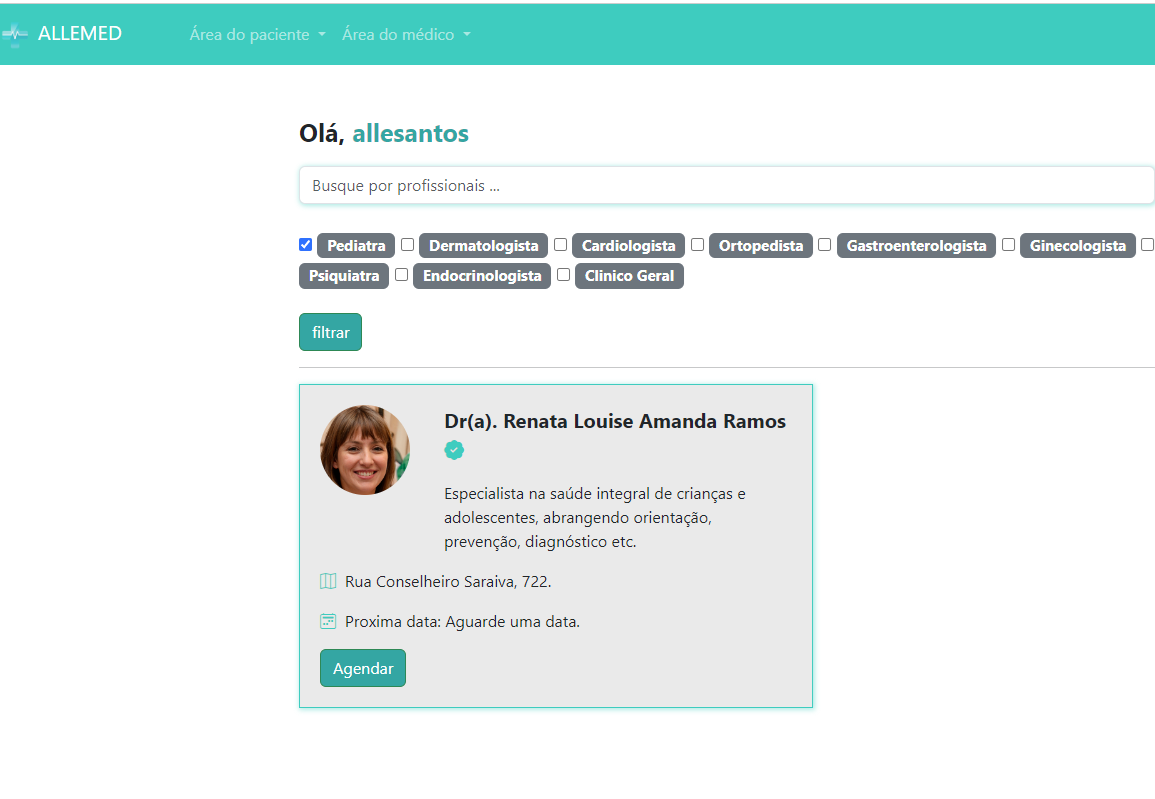 ALLEMED Área do paciente Área do médico
Olá, allesantos
Busque por profissionais ...
Pediatra Dermatologista Cardiologista Ortopedista Gastroenterologista Ginecologista
Psiquiatra Endocrinologista Clinico Geral
filtrar
Dr(a). Renata Louise Amanda Ramos
Especialista na saúde integral de crianças e
adolescentes, abrangendo orientação,
prevenção, diagnóstico etc.
Rua Conselheiro Saraiva, 722.
Proxima data: Aguarde uma data.
Agendar